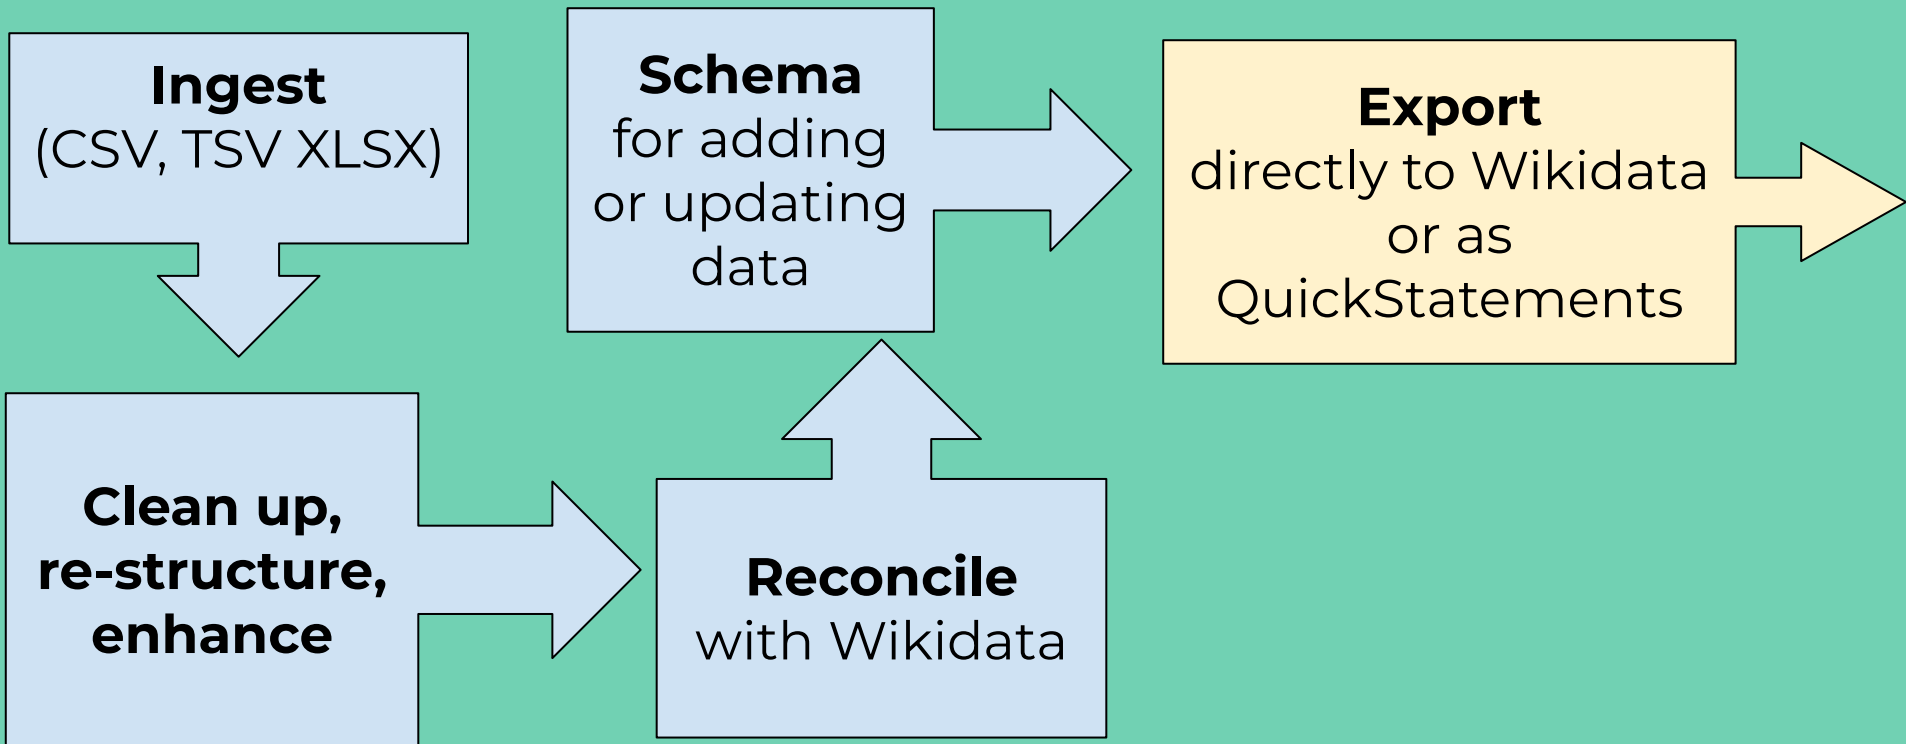 Ingest
(CSV, TSV XLSX)
Clean up,
re-structure,
enhance
Reconcile
with Wikidata
Schema
for adding
or updating
data
Export
directly to Wikidata
or as
QuickStatements